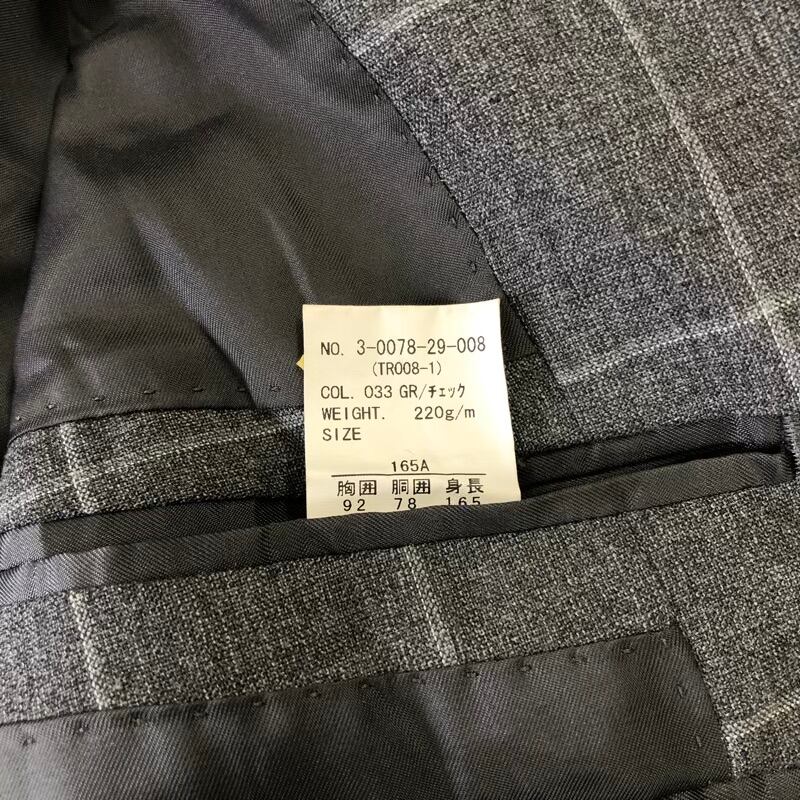 NO. 3-0078-29-008
(TR008-1)
COL. 033 GR/チェック
WEIGHT. 220g/m
SIZE
165A
胸囲 胴囲 身長
92 78 165